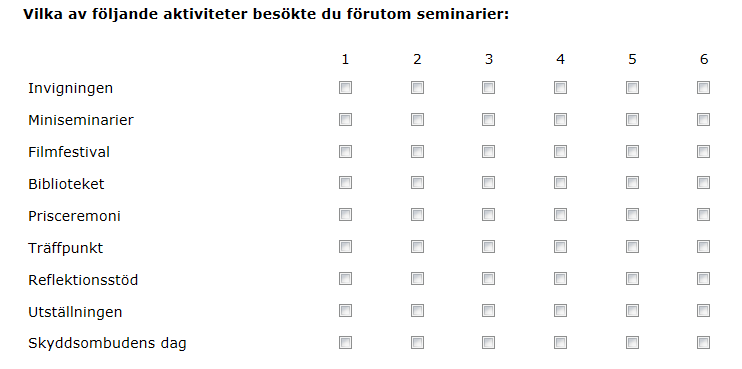 Vilka av följande aktiviteter besökte du förutom seminarier:
1 2 3 4 5 6
Invigningen
Miniseminarier
Filmfestival
Biblioteket
Prisceremoni
Träffpunkt
Reflektionsstöd
Utställningen
Skyddsombudens dag